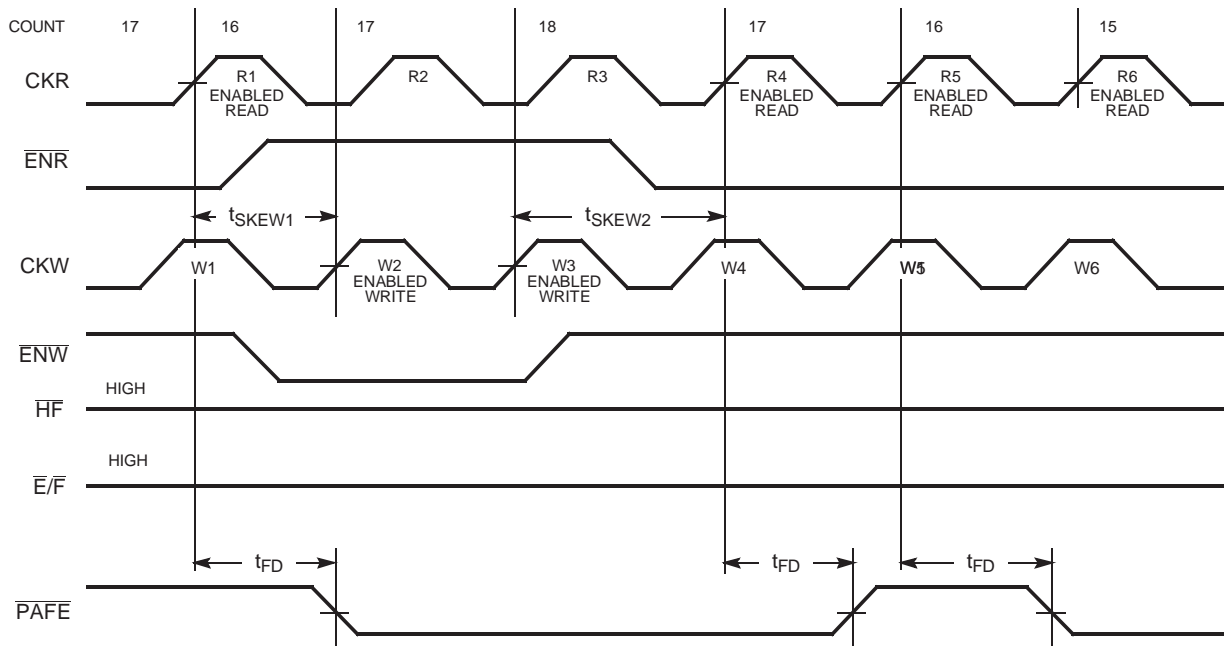 COUNT 17 16 17 18 17 16 15
CKR R1 R2 R3 R4 R5 R6
ENABLED ENABLED ENABLED ENABLED
READ READ READ READ
ENR
tSKEW1 tSKEW2
CKW W1 W2 W3 W4 W6
ENABLED ENABLED
WRITE WRITE
ENW
HIGH
HF
HIGH
E/F
tFD tFD tFD
PAFE